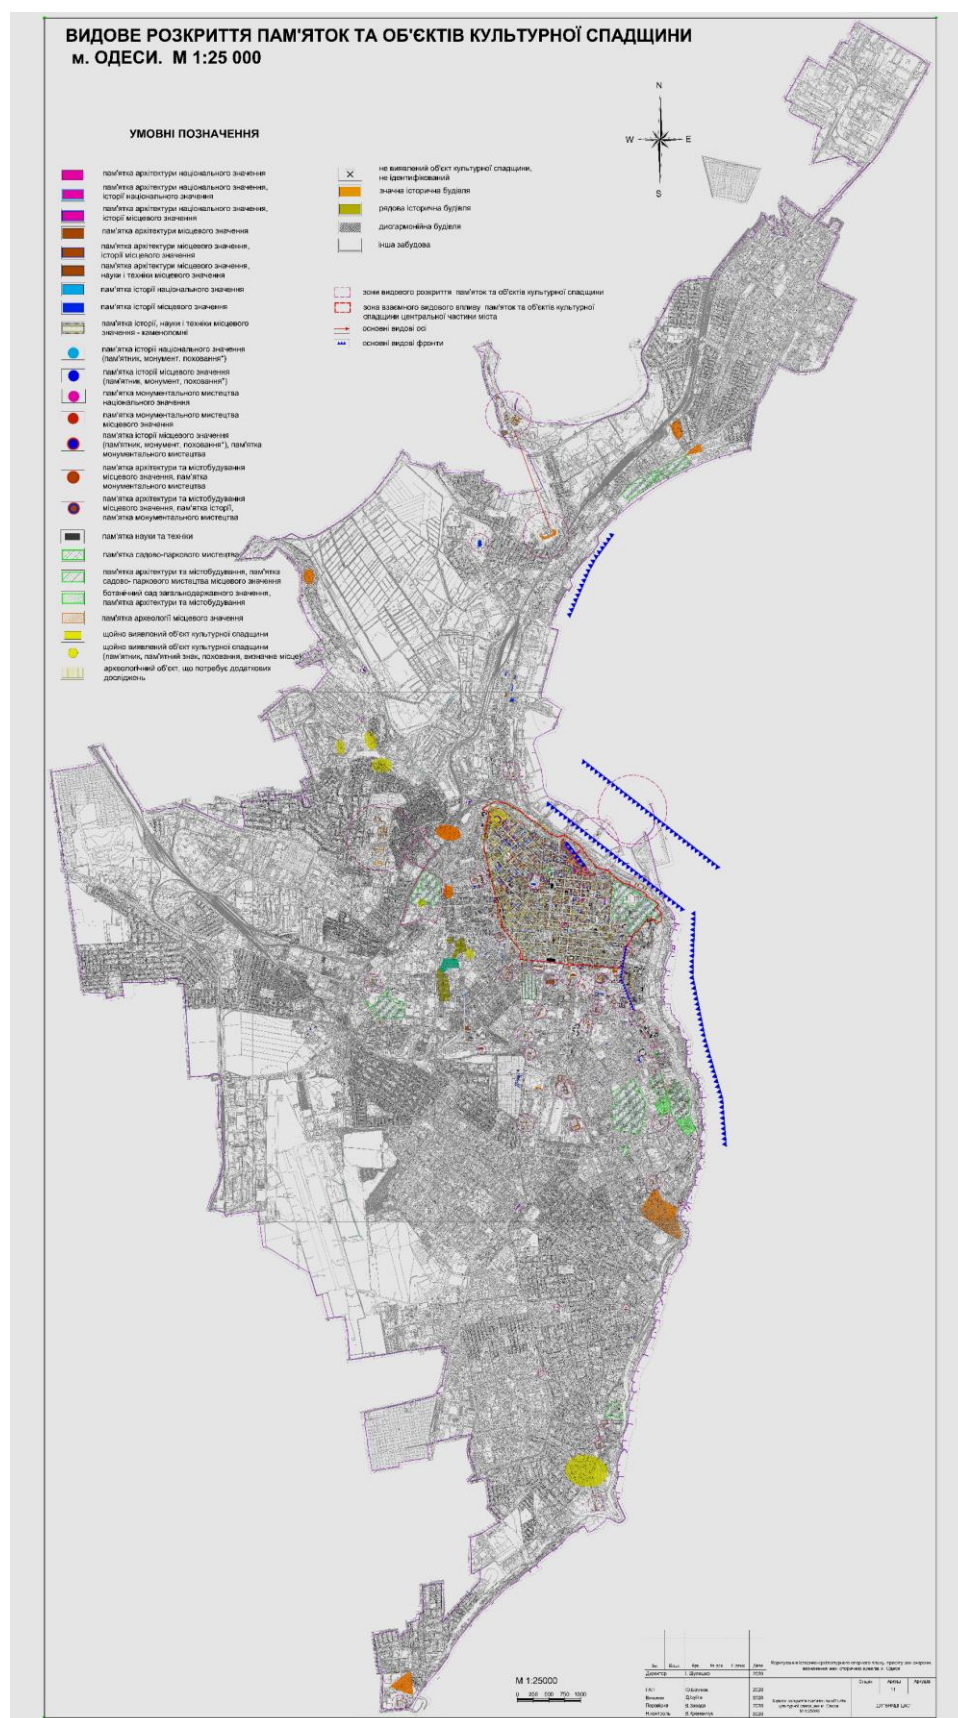 ВИДОВЕ РОЗКРИТТЯ ПАМ'ЯТОК ТА ОБ'ЄКТІВ КУЛЬТУРНОЇ СПАДЩИНИ
м. ОДЕСИ. М 1:25 000
N
W
E
S
УМОВНІ ПОЗНАЧЕННЯ
пам'ятка архітектури національного значення
пам'ятка архітектури національного значення,
історії національного значення
пам'ятка архітектури національного значення,
історії місцевого значення
пам'ятка архітектури місцевого значення
пам'ятка архітектури місцевого значення,
історії місцевого значення
пам'ятка архітектури місцевого значення,
науки і техніки місцевого значення
пам'ятка історії національного значення
пам'ятка історії місцевого значення
пам'ятка історії, науки і техніки місцевого
значення - каменоломні
пам'ятка історії національного значення
(пам'ятник, монумент, поховання*)
пам'ятка історії місцевого значення
(пам'ятник, монумент, поховання*)
пам'ятка монументального мистецтва
національного значення
пам'ятка монументального мистецтва
місцевого значення
пам'ятка історії місцевого значення
(пам'ятник, монумент, поховання*), пам'ятка
монументального мистецтва
пам'ятка архітектури та містобудування
місцевого значення, пам'ятка
монументального мистецтва
пам'ятка архітектури та містобудування
місцевого значення, пам'ятка історії,
пам'ятка монументального мистецтва
пам'ятка науки та техніки
пам'ятка садово-паркового мистецтва
пам'ятка архітектури та містобудування, пам'ятка
садово- паркового мистецтва місцевого значення
ботанічний сад загальнодержавного значення,
пам'ятка архітектури та містобудування
пам'ятка археології місцевого значення
щойно виявлений об'єкт культурної спадщини
щойно виявлений об'єкт культурної спадщини
(пам'ятник, пам'ятний знак, поховання, визначне місце)
археологічний об'єкт, що потребує додаткових
досліджень
не виявлений об'єкт культурної спадщини,
не ідентифікований
значна історична будівля
рядова історична будівля
дисгармонійна будівля
інша забудова
зони видового розкриття пам'яток та об'єктів культурної спадщини
зона взаємного видового впливу пам'яток та об'єктів культурної
спадщини центральної частини міста
основні видові осі
основні видові фронти
М 1:25000
0 250 500 750 1000
Директор
2020